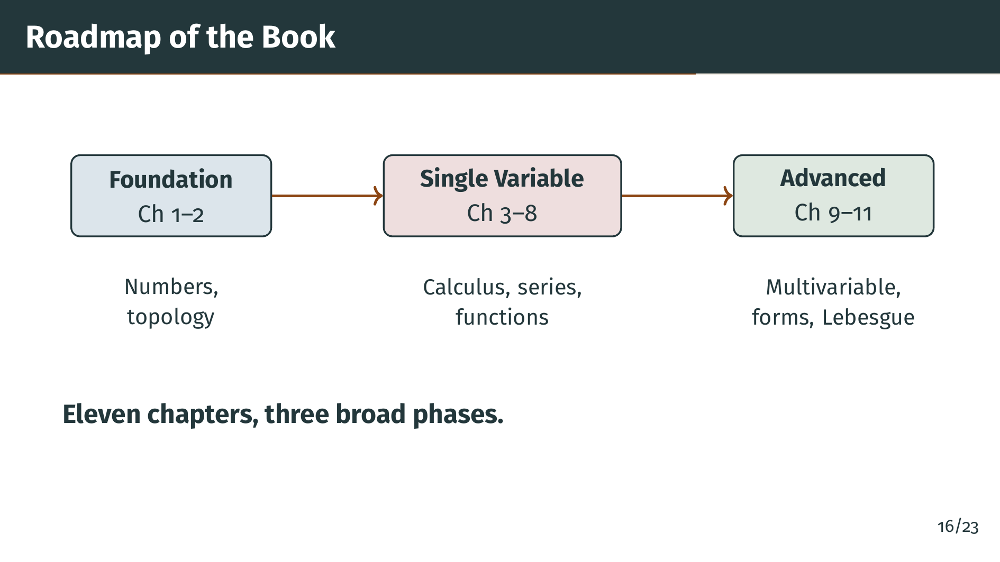 Roadmap of the Book
Foundation
Ch 1–2
Single Variable
Ch 3–8
Advanced
Ch 9–11
Numbers,
topology
Calculus, series,
functions
Multivariable,
forms, Lebesgue
Eleven chapters, three broad phases.
16/23